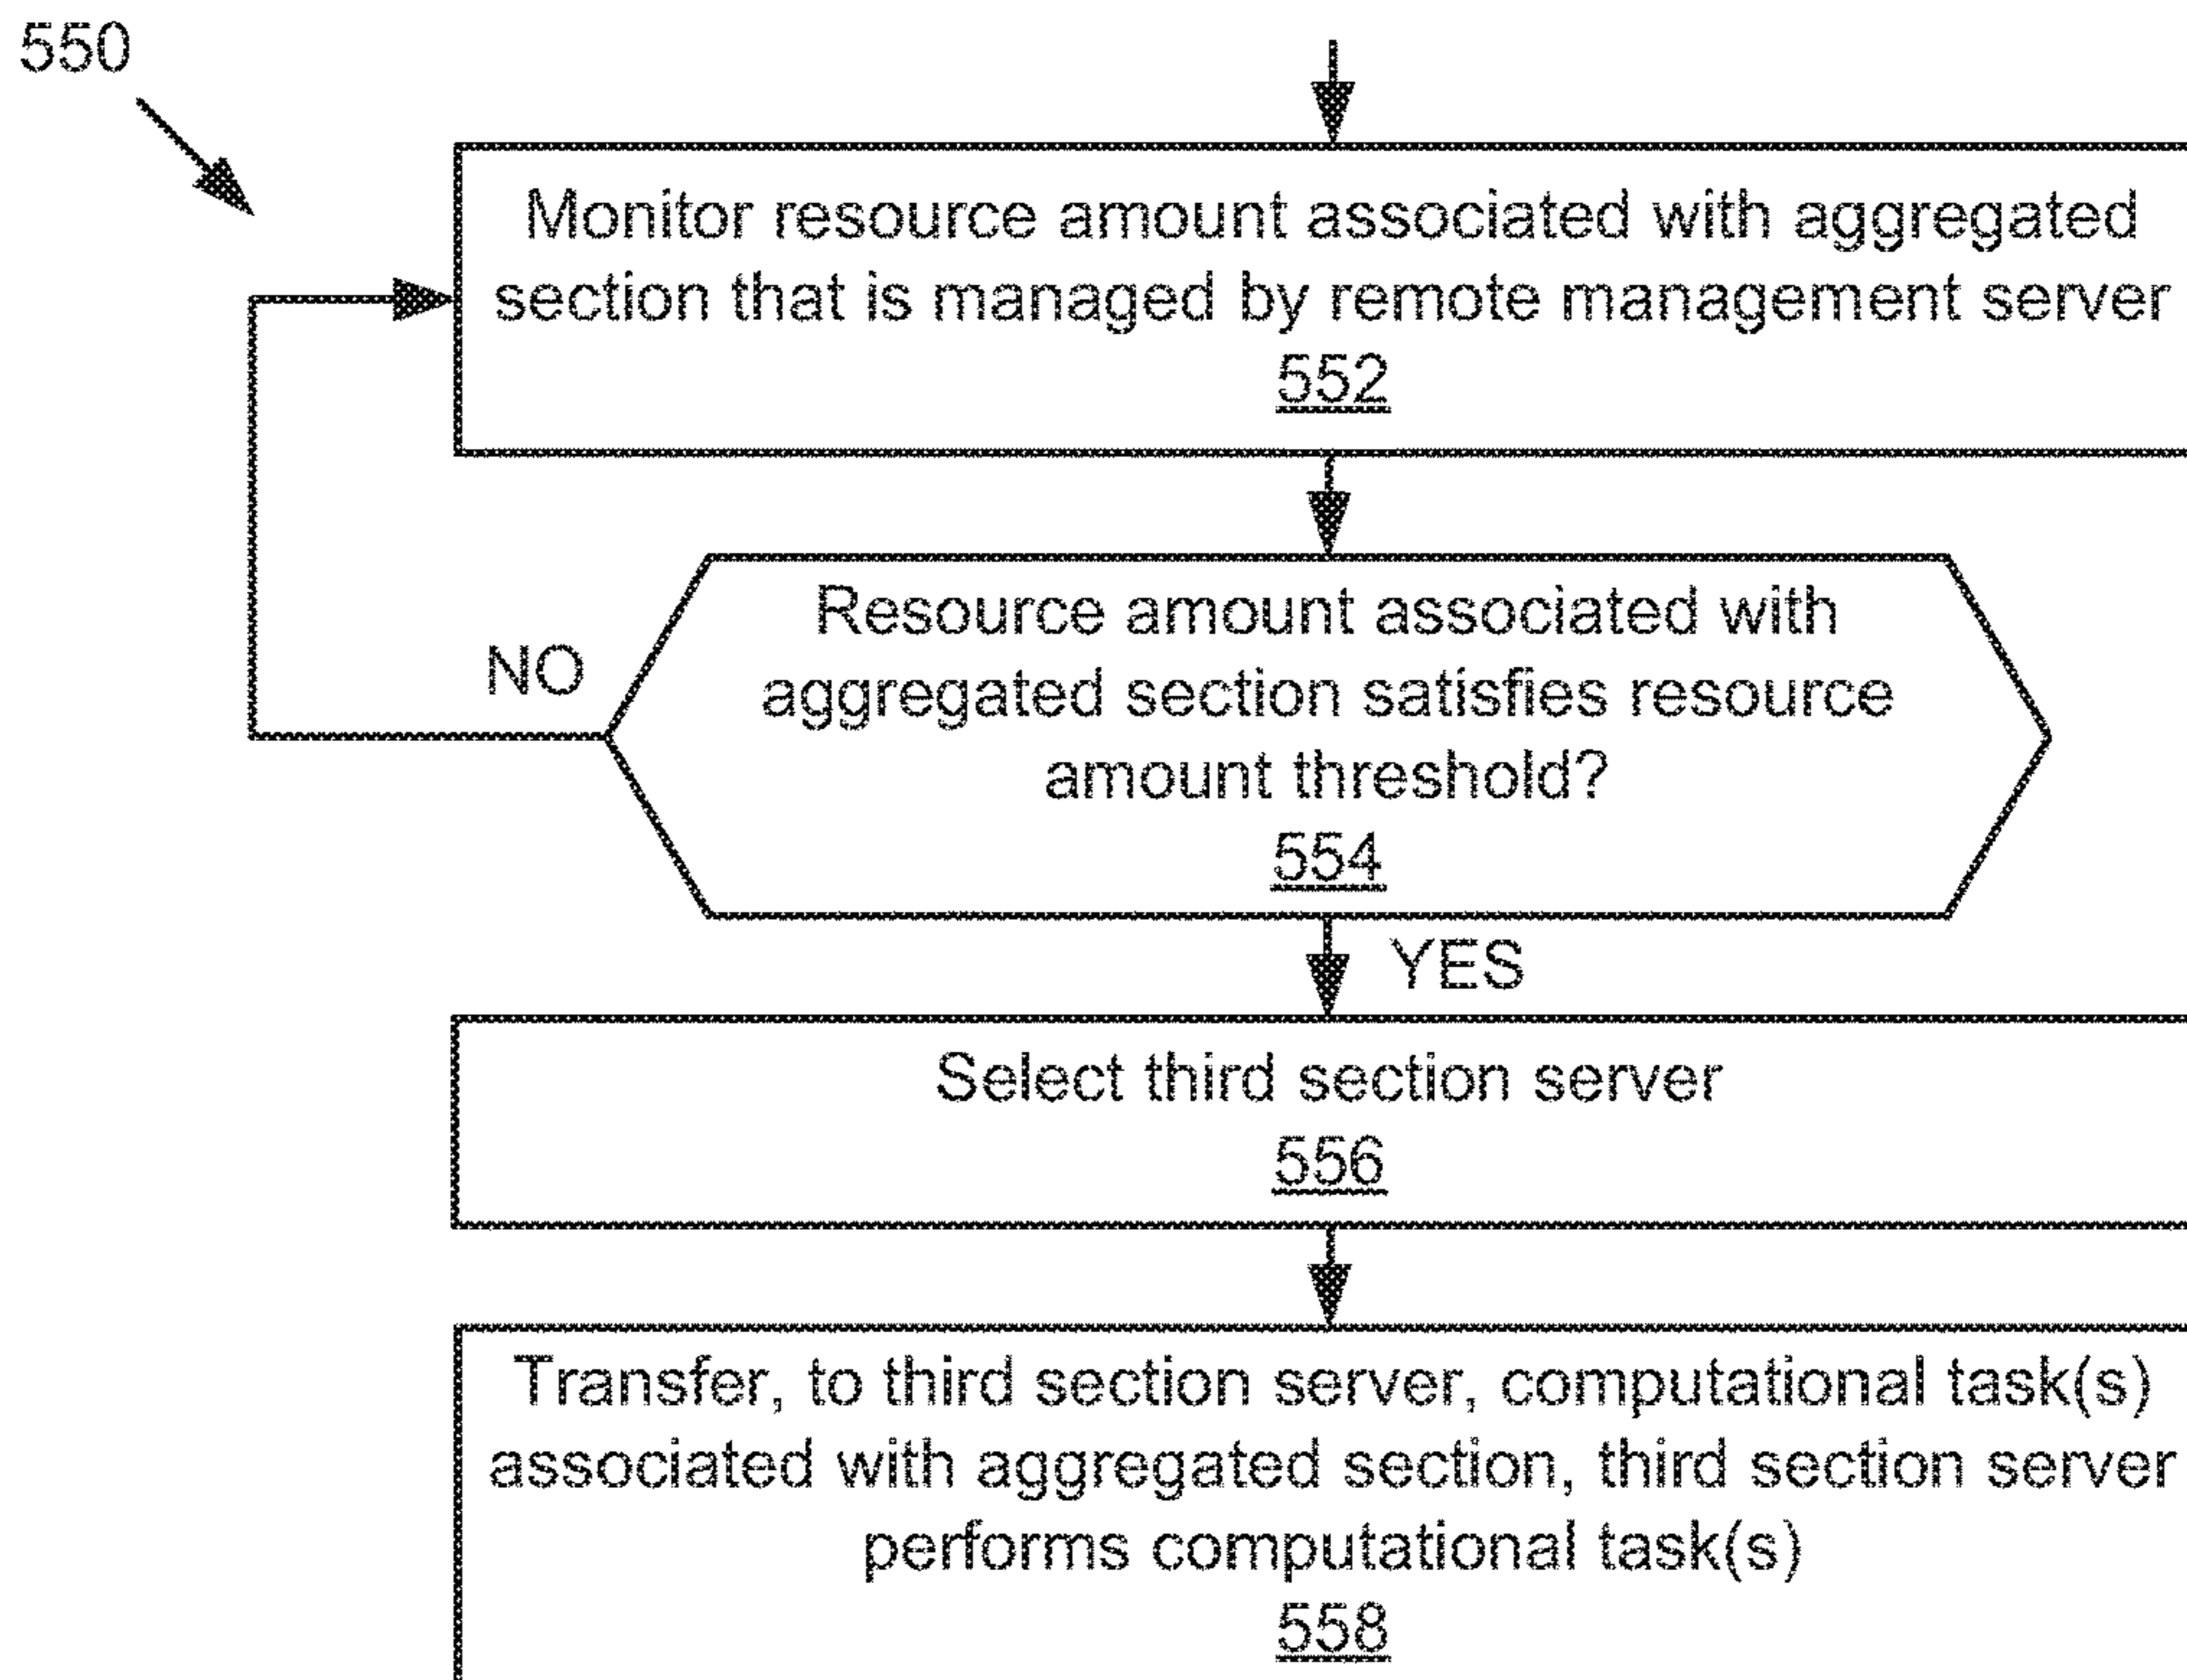 550
Monitor resource amount associated with aggregated
section that is managed by remote management server
552
Resource amount associated with
aggregated section satisfies resource
amount threshold?
554
NO
YES
Select third section server
556
Transfer, to third section server, computational task(s)
associated with aggregated section, third section server
performs computational task(s)
558